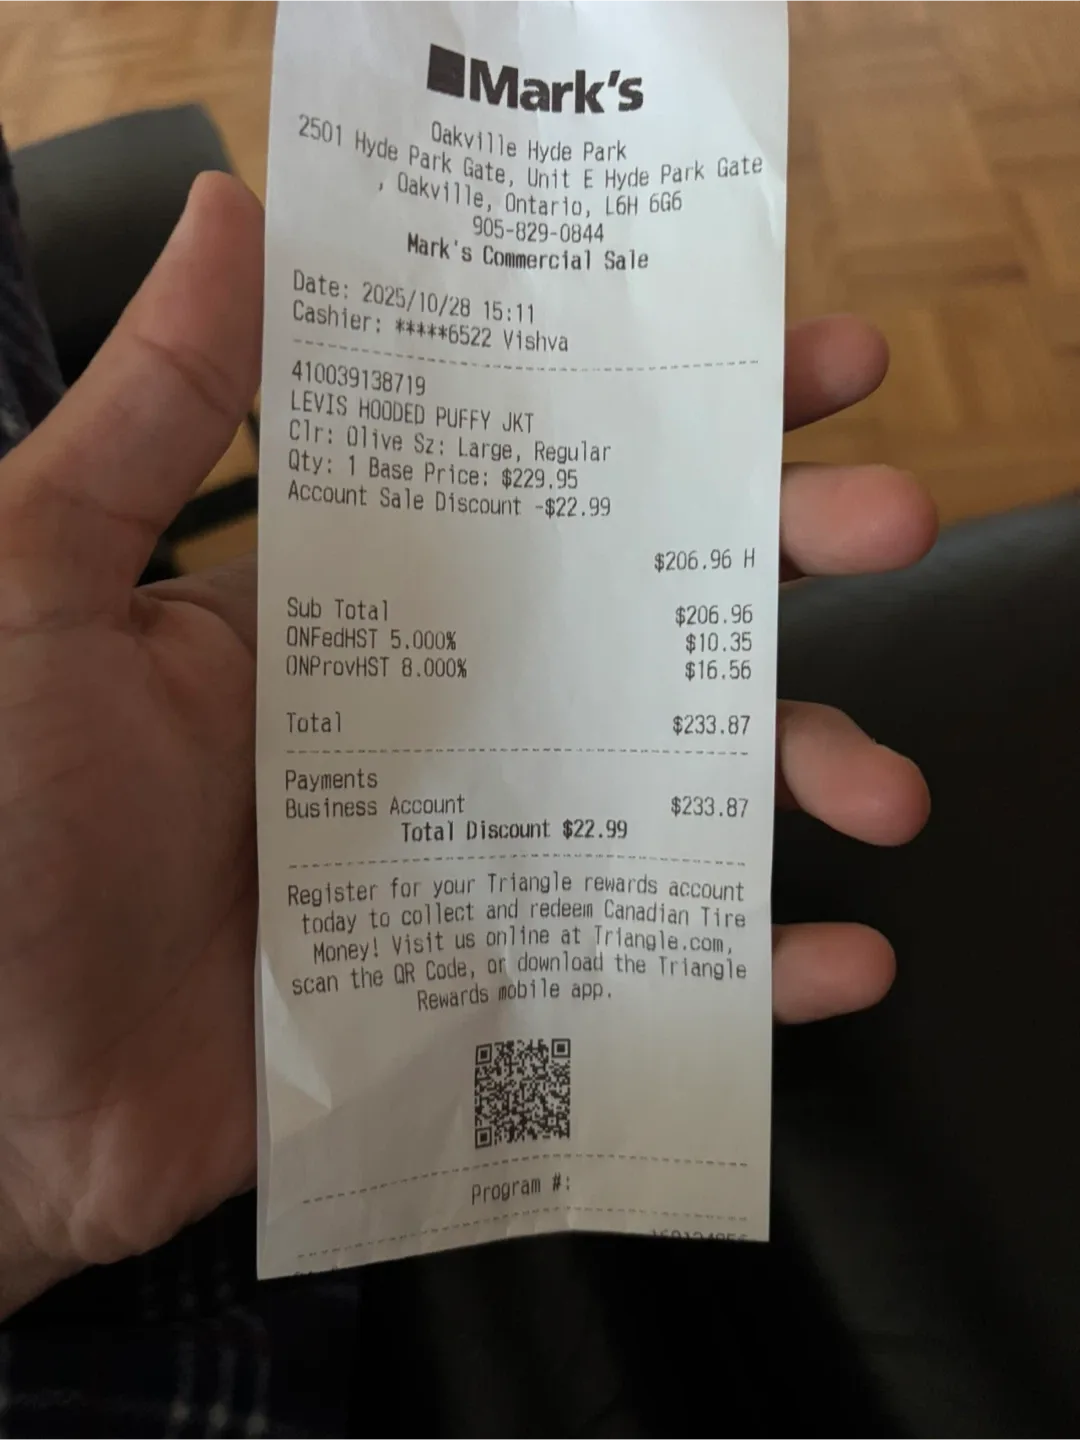 Mark's
Oakville Hyde Park
2501 Hyde Park Gate, Unit E Hyde Park Gate
, Oakville, Ontario, L6H 6G6
905-829-0844
Mark's Commercial Sale
Date: 2025/10/28 15:11
Cashier: *****6522 Vishva
410039138719
LEVIS HOODED PUFFY JKT
Clr: Olive Sz: Large, Regular
Qty: 1 Base Price: $229.95
Account Sale Discount -$22.99
$206.96 H
Sub Total $206.96
ONFedHST 5.000% $10.35
ONProvHST 8.000% $16.56
Total $233.87
Payments
Business Account $233.87
Total Discount $22.99
Register for your Triangle rewards account
today to collect and redeem Canadian Tire
Money! Visit us online at Triangle.com,
scan the QR Code, or download the Triangle
Rewards mobile app.
Program #: